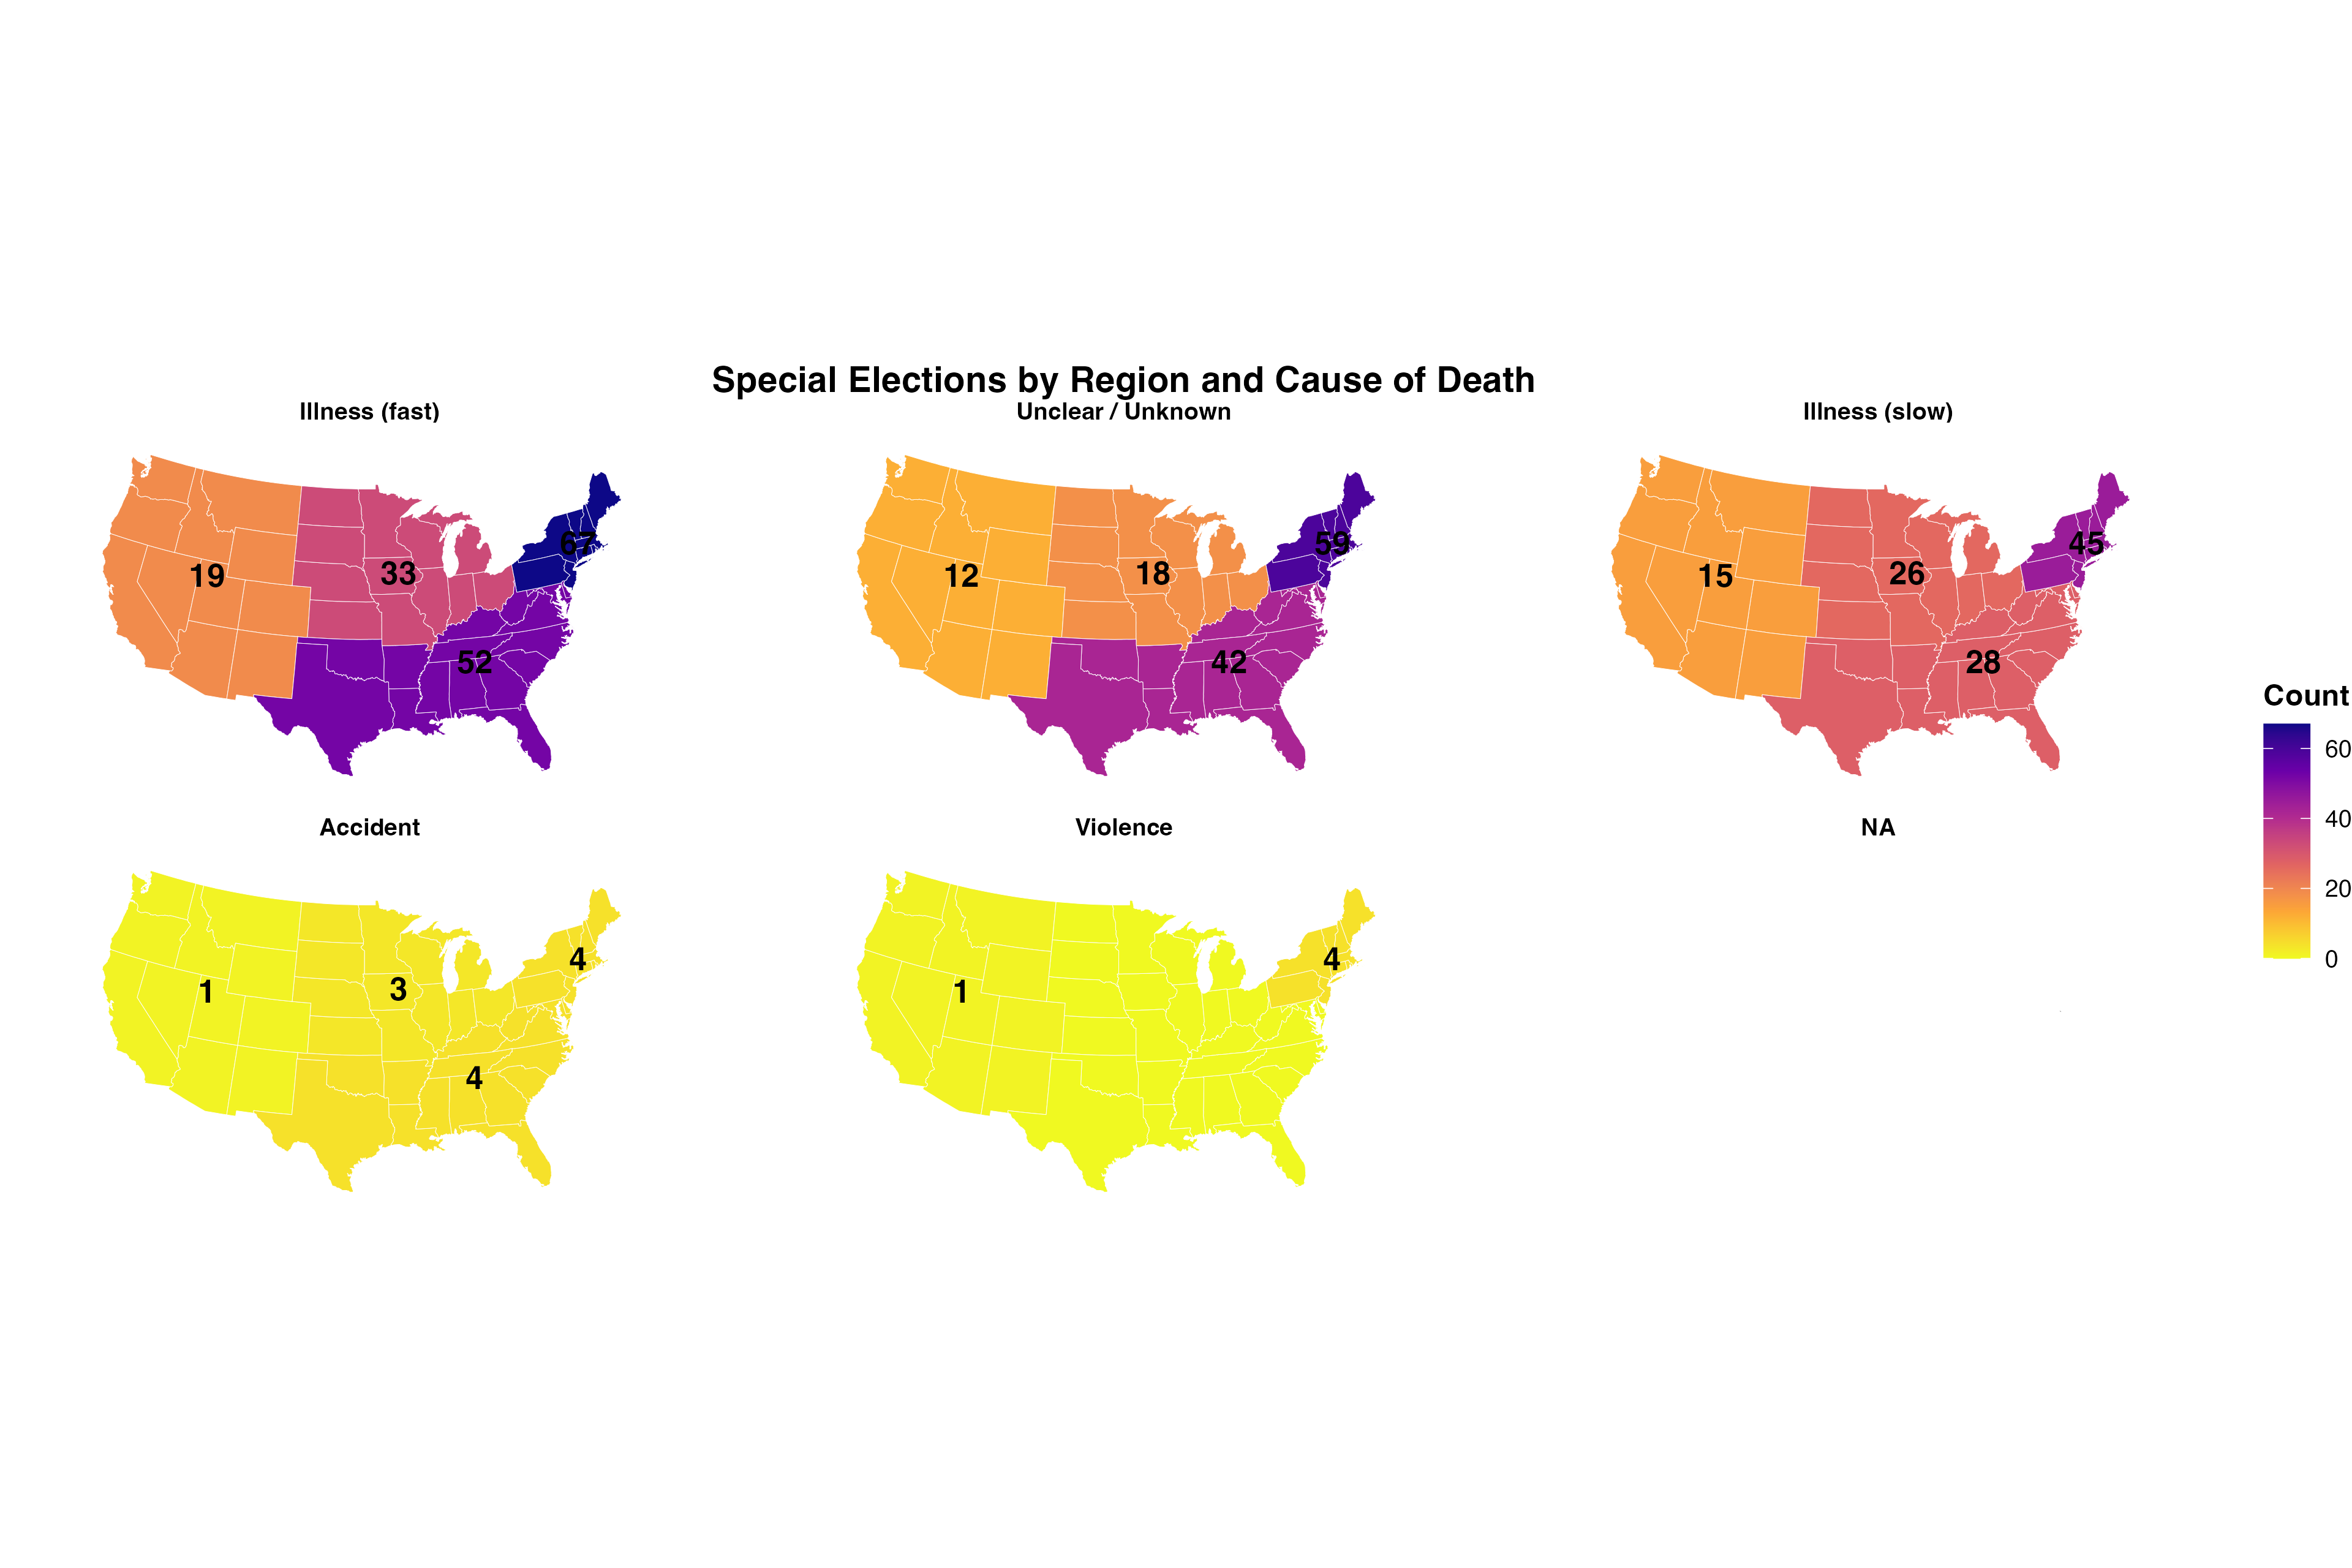 Special Elections by Region and Cause of Death
Illness (fast)
Unclear / Unknown
Illness (slow)
67
19
33
52
59
12
18
42
45
15
26
28
Count
60
40
20
0
Accident
Violence
NA
4
1
3
4
4
1